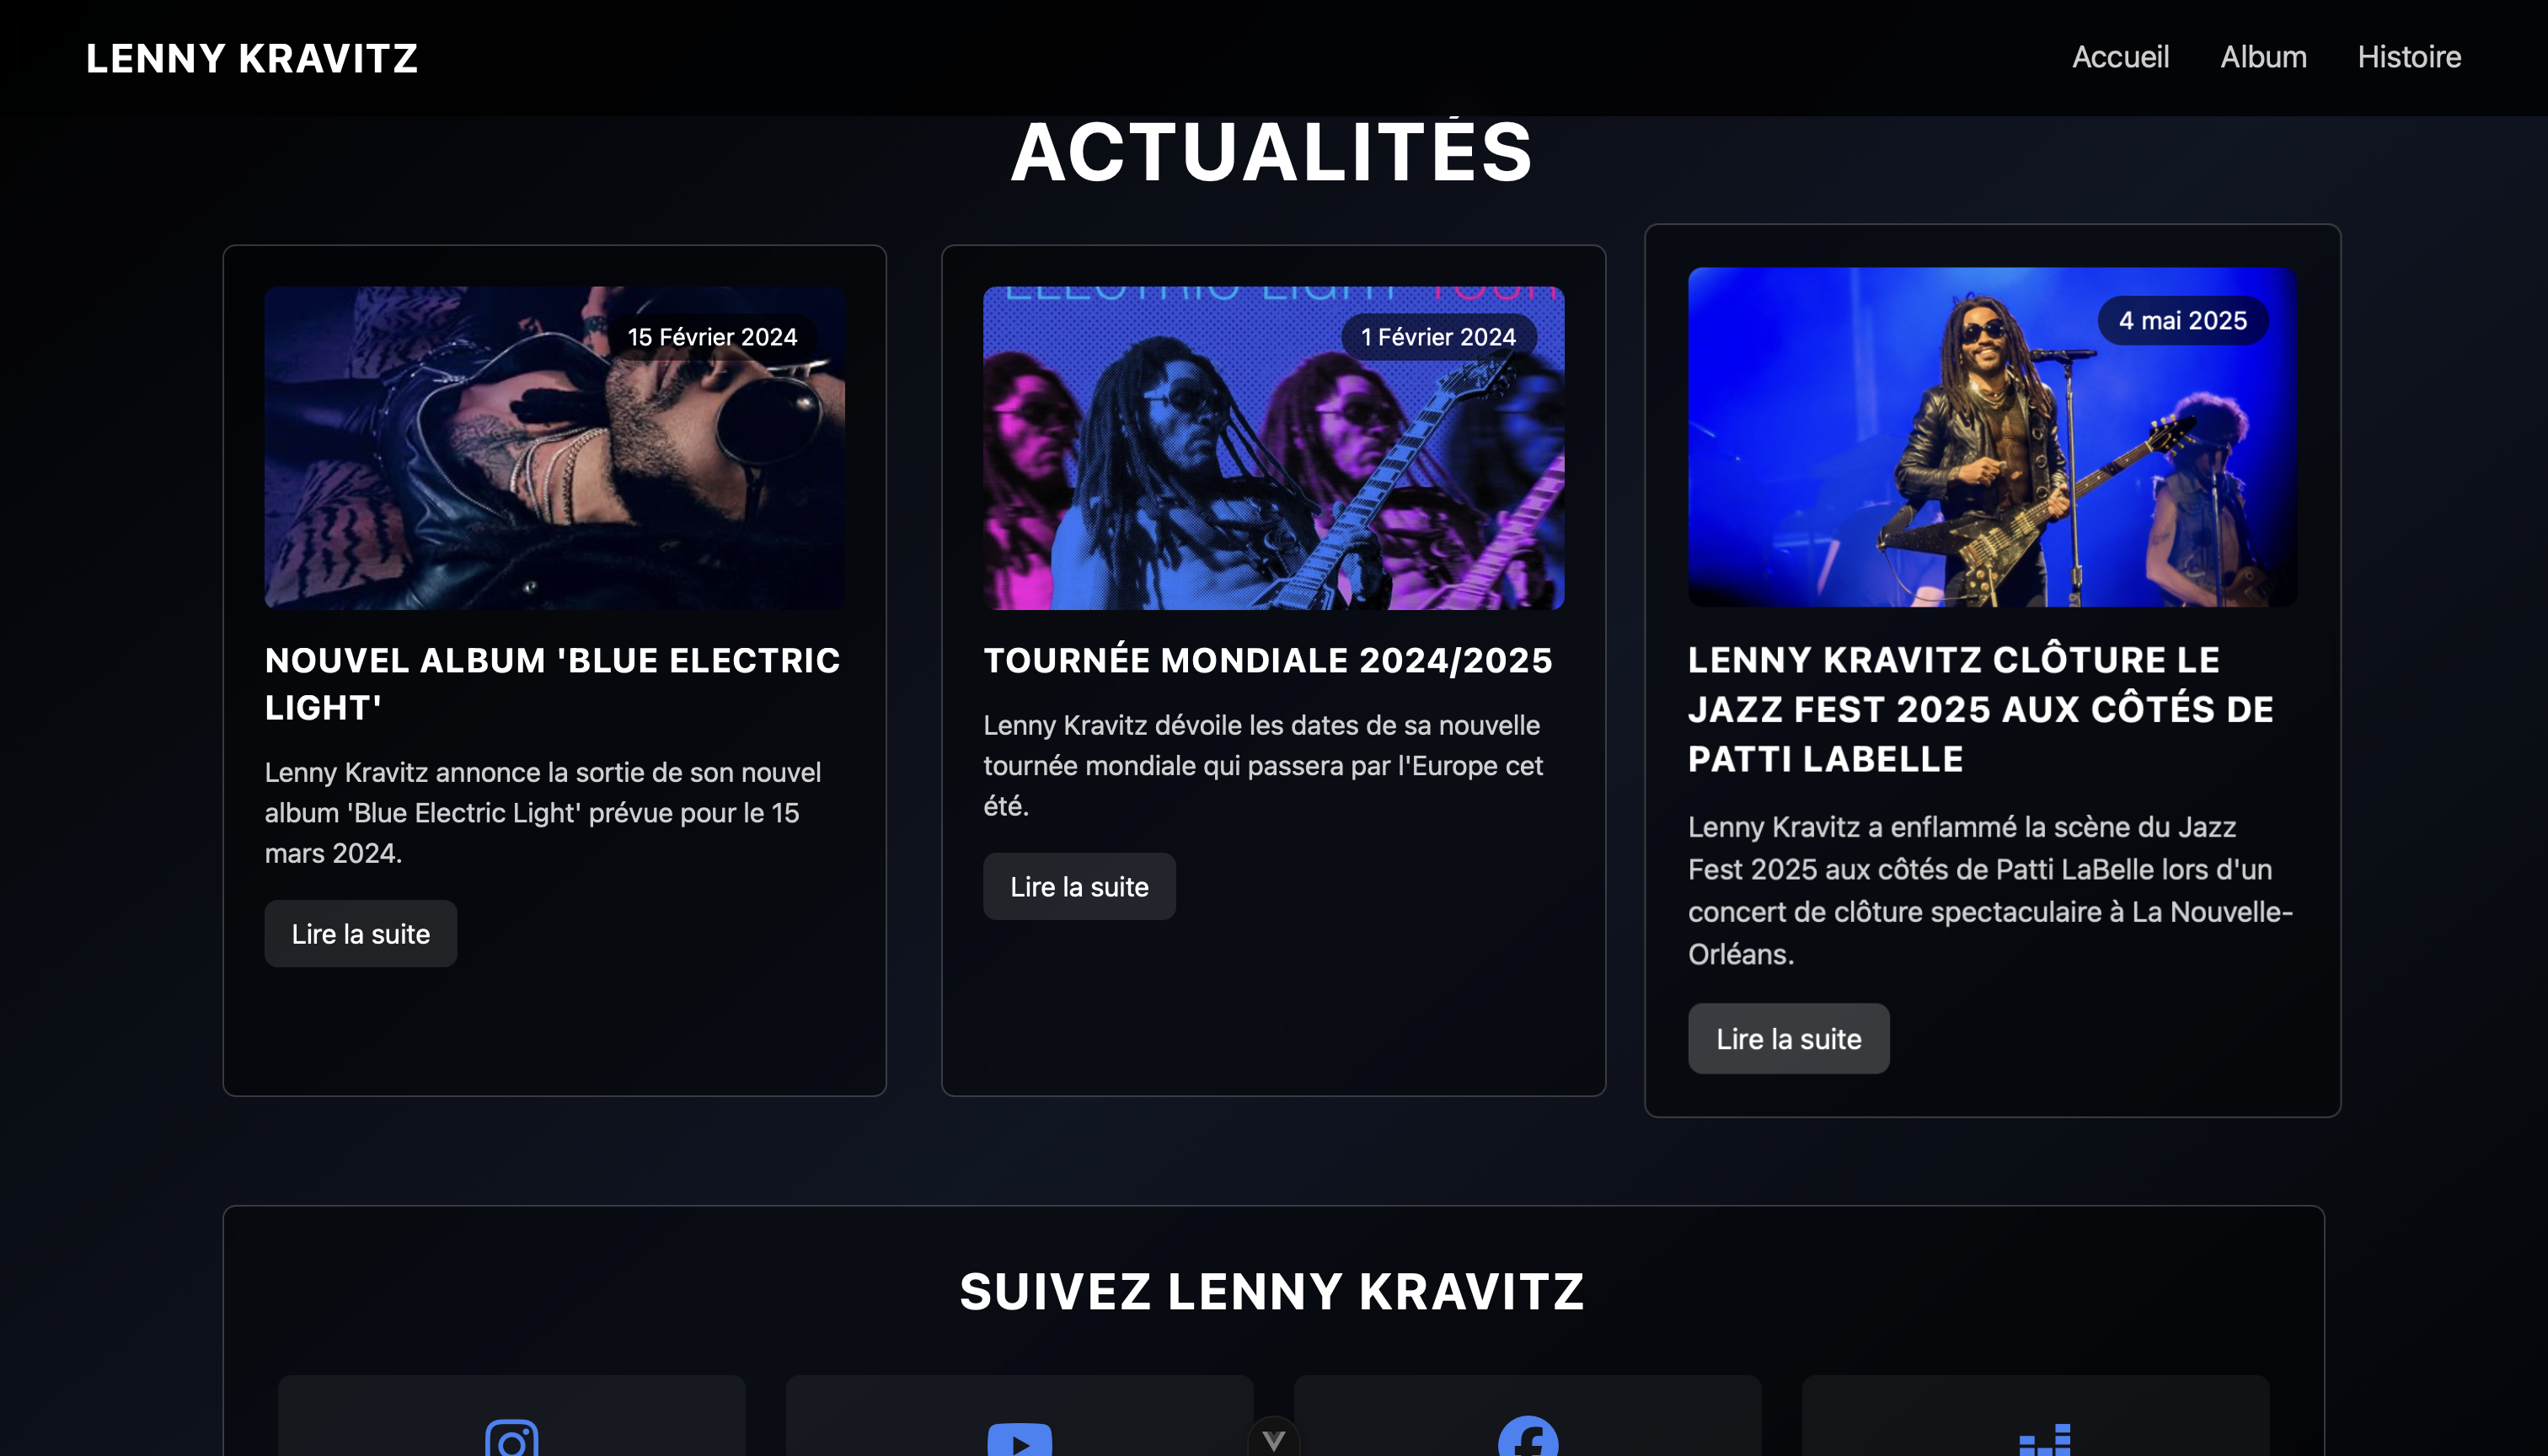 LENNY KRAVITZ
Accueil
Album
Histoire
ACTUALITÉS
15 Février 2024
NOUVEL ALBUM 'BLUE ELECTRIC
LIGHT'
Lenny Kravitz annonce la sortie de son nouvel
album 'Blue Electric Light' prévue pour le 15
mars 2024.
Lire la suite
ELECTRIC LIGHT TOUR
1 Février 2024
TOURNÉE MONDIALE 2024/2025
Lenny Kravitz dévoile les dates de sa nouvelle
tournée mondiale qui passera par l'Europe cet
été.
Lire la suite
4 mai 2025
LENNY KRAVITZ CLÔTURE LE
JAZZ FEST 2025 AUX CÔTÉS DE
PATTI LABELLE
Lenny Kravitz a enflammé la scène du Jazz
Fest 2025 aux côtés de Patti LaBelle lors d'un
concert de clôture spectaculaire à La Nouvelle-
Orléans.
Lire la suite
SUIVEZ LENNY KRAVITZ